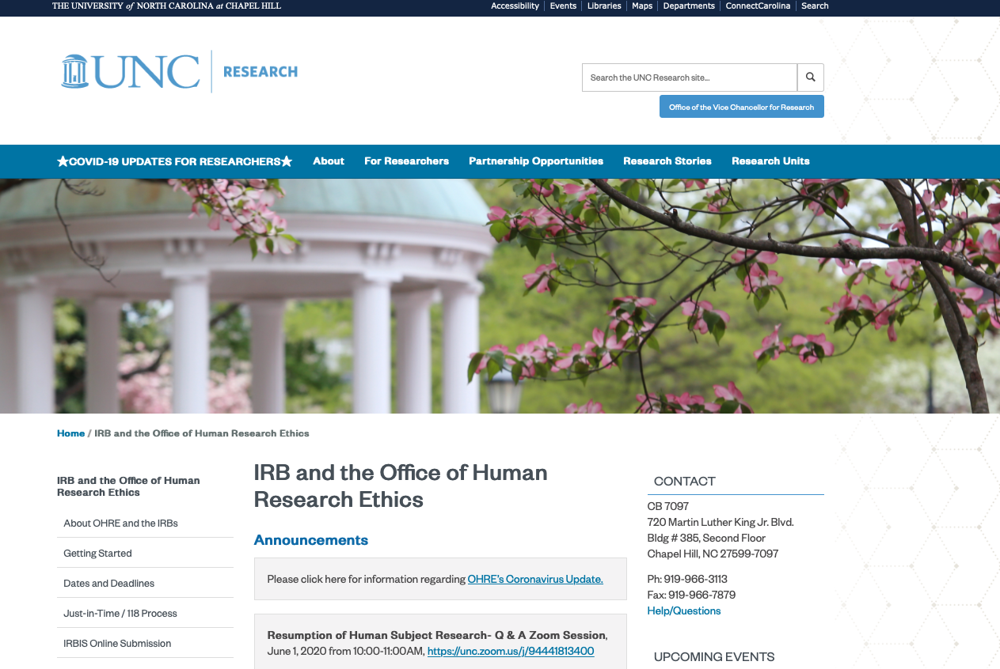 THE UNIVERSITY of NORTH CAROLINA at CHAPEL HILL
Accessibility Events Libraries Maps Departments ConnectCarolina Search
UNC RESEARCH
Search the UNC Research site...
Office of the Vice Chancellor for Research
★COVID-19 UPDATES FOR RESEARCHERS★ About For Researchers Partnership Opportunities Research Stories Research Units
Home / IRB and the Office of Human Research Ethics
IRB and the Office of Human
Research Ethics
About OHRE and the IRBs
Getting Started
Dates and Deadlines
Just-in-Time / 118 Process
IRBIS Online Submission
IRB and the Office of Human
Research Ethics
Announcements
Please click here for information regarding OHRE's Coronavirus Update.
Resumption of Human Subject Research- Q & A Zoom Session,
June 1, 2020 from 10:00-11:00AM, https://unc.zoom.us/j/94441813400
CONTACT
CB 7097
720 Martin Luther King Jr. Blvd.
Bldg # 385, Second Floor
Chapel Hill, NC 27599-7097
Ph: 919-966-3113
Fax: 919-966-7879
Help/Questions
UPCOMING EVENTS